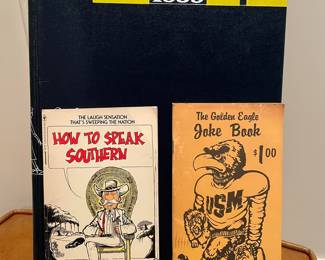 THE LAUGH SENSATION
THAT'S SWEEPING THE NATION
HOW TO SPEAK
SOUTHERN
The Golden Eagle
Joke Book
$1.00
USM